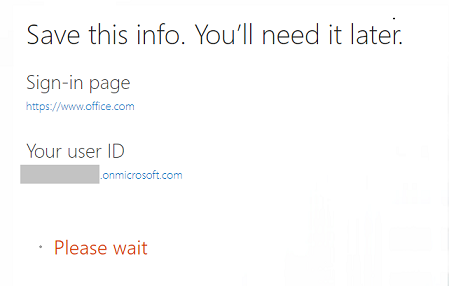 Save this info. You'll need it later.
Sign-in page
https://www.office.com
Your user ID
.onmicrosoft.com
Please wait